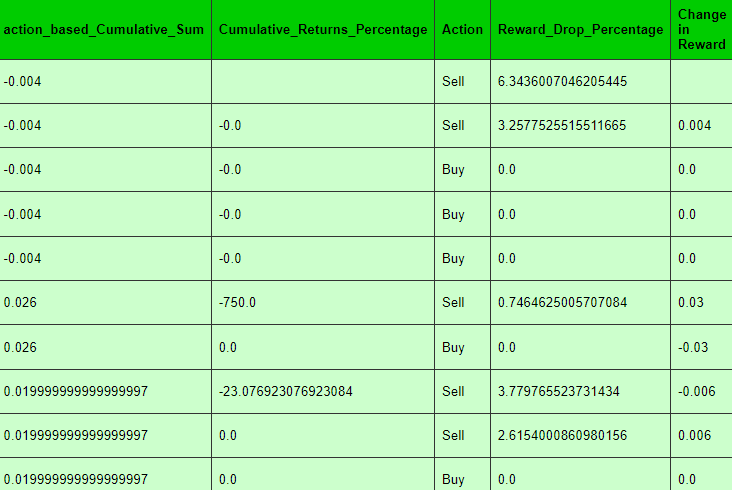 action_based_Cumulative_Sum Cumulative_Returns_Percentage Action Reward_Drop_Percentage Change in Reward
-0.004 Sell 6.3436007046205445
-0.004 -0.0 Sell 3.2577525515511665 0.004
-0.004 -0.0 Buy 0.0 0.0
-0.004 -0.0 Buy 0.0 0.0
-0.004 -0.0 Buy 0.0 0.0
0.026 -750.0 Sell 0.7464625005707084 0.03
0.026 0.0 Buy 0.0 -0.03
0.019999999999999997 -23.076923076923084 Sell 3.779765523731434 -0.006
0.019999999999999997 0.0 Sell 2.6154000860980156 0.006
0.019999999999999997 0.0 Buy 0.0 0.0